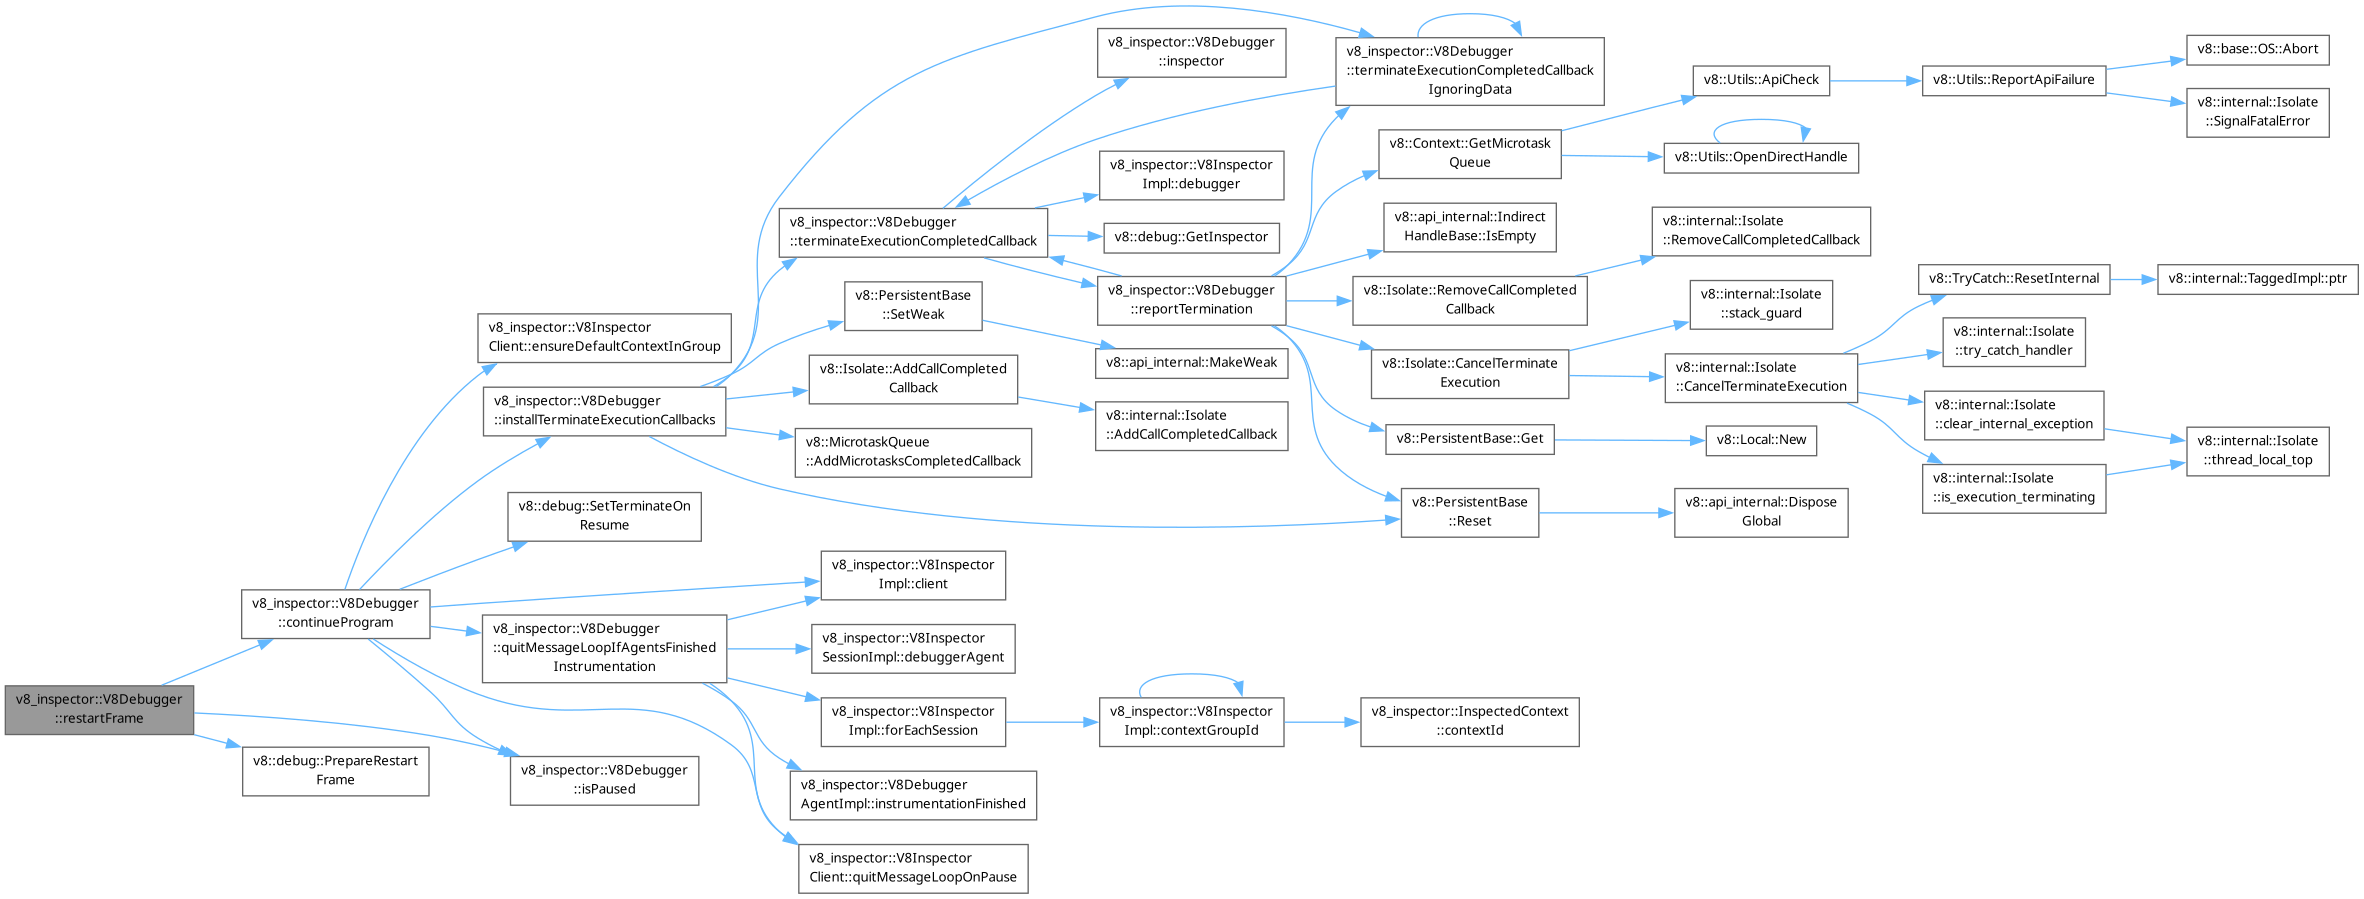 v8_inspector::V8Debugger
::restartFrame
v8_inspector::V8Debugger
::continueProgram
v8::debug::PrepareRestart
Frame
v8_inspector::V8Inspector
Client::ensureDefaultContextInGroup
v8_inspector::V8Debugger
::installTerminateExecutionCallbacks
v8::debug::SetTerminateOn
Resume
v8_inspector::V8Debugger
::quitMessageLoopIfAgentsFinished
Instrumentation
v8_inspector::V8Debugger
::isPaused
v8_inspector::V8Debugger
::terminateExecutionCompletedCallback
v8::PersistentBase
::SetWeak
v8::Isolate::AddCallCompleted
Callback
v8::MicrotaskQueue
::AddMicrotasksCompletedCallback
v8_inspector::V8Inspector
Impl::client
v8_inspector::V8Inspector
SessionImpl::debuggerAgent
v8_inspector::V8Inspector
Impl::forEachSession
v8_inspector::V8Debugger
AgentImpl::instrumentationFinished
v8_inspector::V8Inspector
Client::quitMessageLoopOnPause
v8_inspector::V8Debugger
::inspector
v8_inspector::V8Inspector
Impl::debugger
v8::debug::GetInspector
v8_inspector::V8Debugger
::reportTermination
v8::api_internal::MakeWeak
v8::internal::Isolate
::AddCallCompletedCallback
v8_inspector::V8Inspector
Impl::contextGroupId
v8_inspector::V8Debugger
::terminateExecutionCompletedCallback
IgnoringData
v8::Context::GetMicrotask
Queue
v8::api_internal::Indirect
HandleBase::IsEmpty
v8::Isolate::RemoveCallCompleted
Callback
v8::Isolate::CancelTerminate
Execution
v8::PersistentBase::Get
v8::PersistentBase
::Reset
v8_inspector::InspectedContext
::contextId
v8::Utils::ApiCheck
v8::Utils::OpenDirectHandle
v8::internal::Isolate
::RemoveCallCompletedCallback
v8::internal::Isolate
::stack_guard
v8::internal::Isolate
::CancelTerminateExecution
v8::Local::New
v8::api_internal::Dispose
Global
v8::Utils::ReportApiFailure
v8::TryCatch::ResetInternal
v8::internal::Isolate
::try_catch_handler
v8::internal::Isolate
::clear_internal_exception
v8::internal::Isolate
::is_execution_terminating
v8::base::OS::Abort
v8::internal::Isolate
::SignalFatalError
v8::internal::TaggedImpl::ptr
v8::internal::Isolate
::thread_local_top